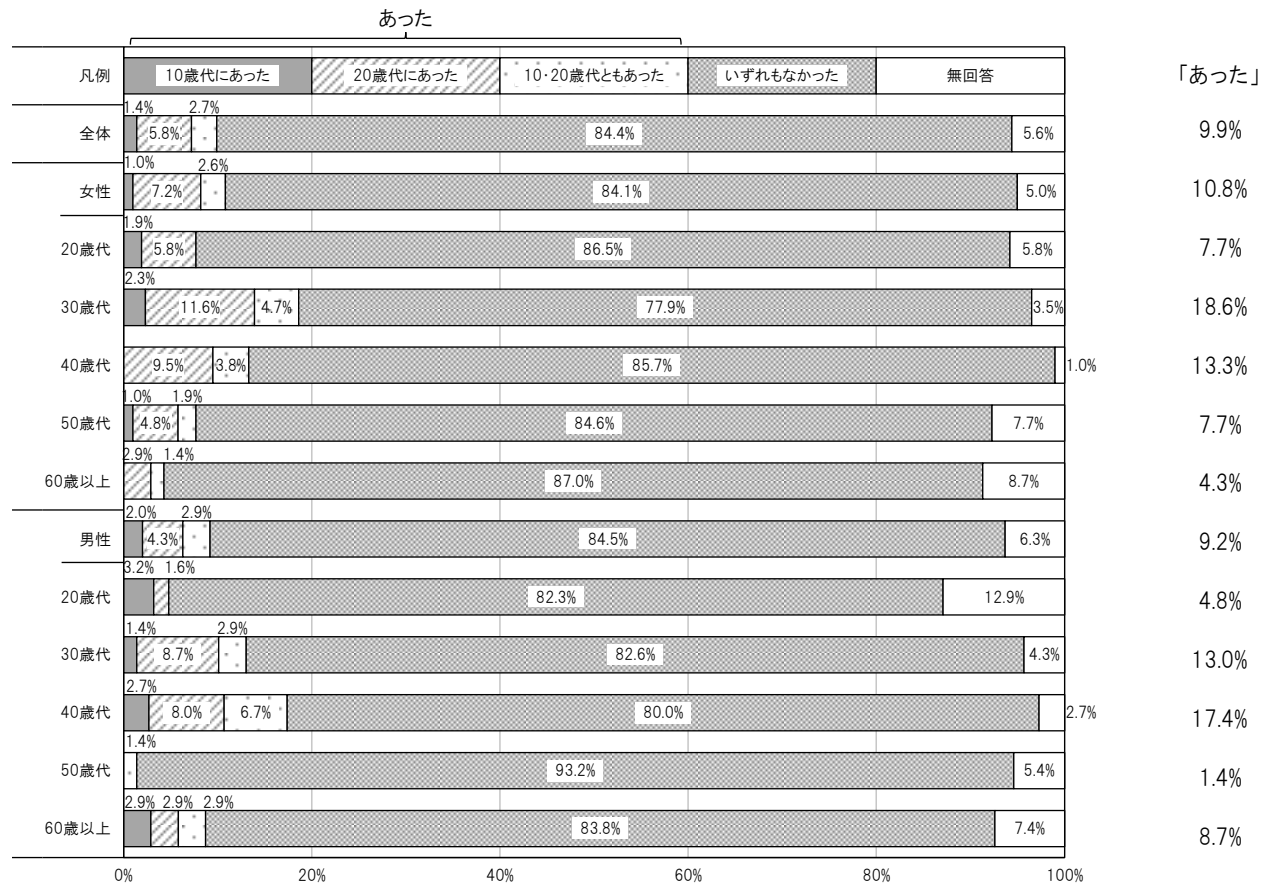 あった
凡例 10歳代にあった 20歳代にあった 10・20歳代ともあった いずれもなかった 無回答 「あった」
1.4% 2.7%
全体 5.8% 84.4% 5.6% 9.9%
1.0% 2.6%
女性 7.2% 84.1% 5.0% 10.8%
1.9%
20歳代 5.8% 86.5% 5.8% 7.7%
2.3%
30歳代 11.6% 4.7% 77.9% 3.5% 18.6%
40歳代 9.5% 3.8% 85.7% 1.0% 13.3%
1.0% 1.9%
50歳代 4.8% 84.6% 7.7% 7.7%
2.9% 1.4%
60歳以上 87.0% 8.7% 4.3%
2.0% 2.9%
男性 4.3% 84.5% 6.3% 9.2%
3.2% 1.6%
20歳代 82.3% 12.9% 4.8%
1.4% 2.9%
30歳代 8.7% 82.6% 4.3% 13.0%
2.7%
40歳代 8.0% 6.7% 80.0% 2.7% 17.4%
1.4%
50歳代 93.2% 5.4% 1.4%
2.9% 2.9% 2.9%
60歳以上 83.8% 7.4% 8.7%
0% 20% 40% 60% 80% 100%